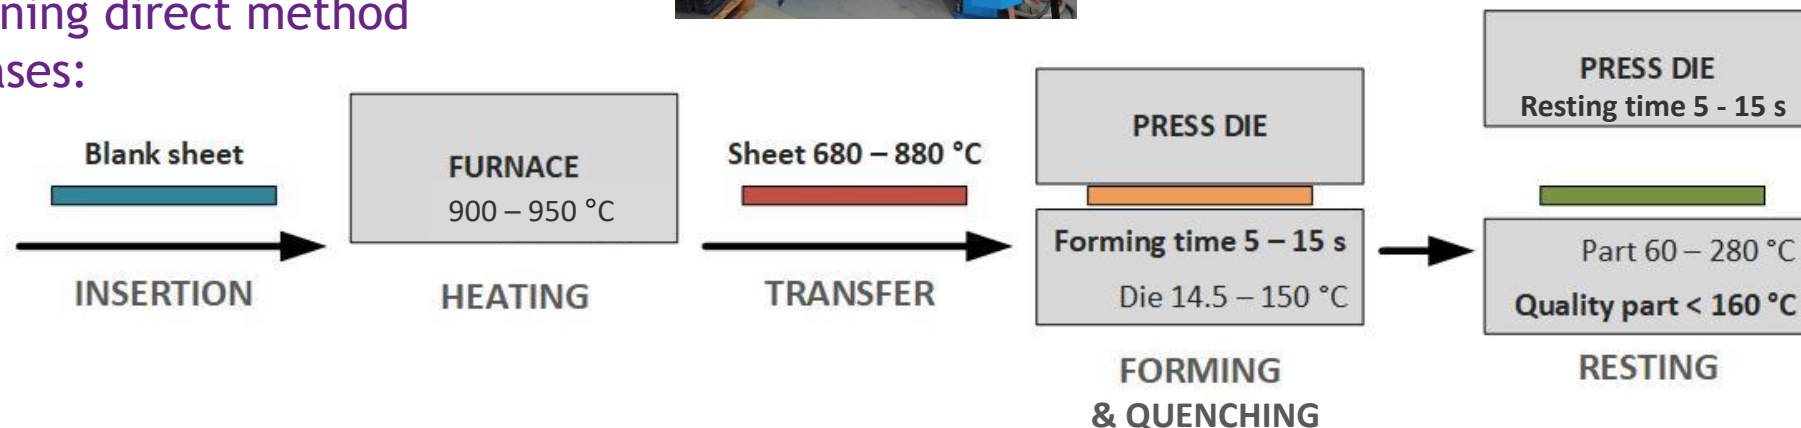 ning direct method
ases:
Blank sheet
INSERTION
FURNACE
900 – 950 °C
HEATING
Sheet 680 – 880 °C
TRANSFER
PRESS DIE
Forming time 5 – 15 s
Die 14.5 – 150 °C
FORMING
& QUENCHING
PRESS DIE
Resting time 5 - 15 s
Part 60 – 280 °C
Quality part < 160 °C
RESTING